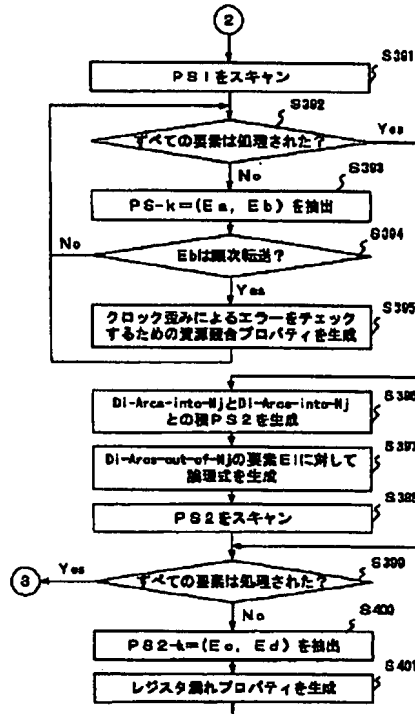 2
S391
PS1をスキャン
S392
すべての要素は処理された?
Yes
No
S393
PS-k=(Ea, Eb)を抽出
S394
No
Ebは順次転送?
Yes
S395
クロック歪みによるエラーをチェック
するための資源競合プロパティを生成
S396
Di-Arcs-into-NjとDi-Arcs-into-Nj
との積PS2を生成
S397
Di-Arcs-out-of-Njの要素Eiに対して
論理式を生成
S398
PS2をスキャン
S399
Yes
3
すべての要素は処理された?
No
S400
PS2-k=(Ec, Ed)を抽出
S401
レジスタ漏れプロパティを生成